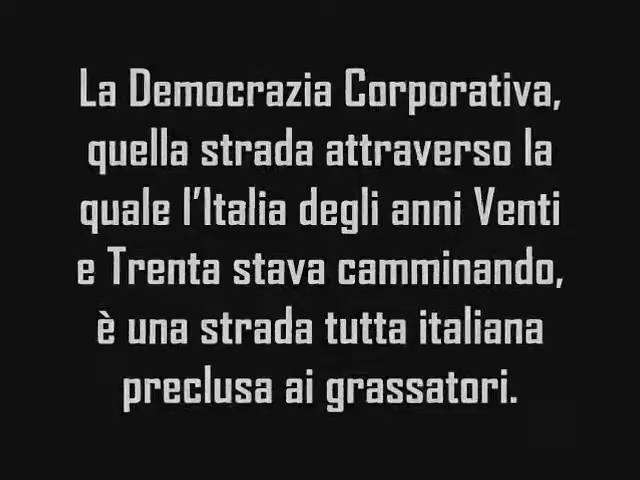 La Democrazia Corporativa,
quella strada attraverso la
quale l’Italia degli anni Venti
e Trenta stava camminando,
è una strada tutta italiana
preclusa ai grassatori.